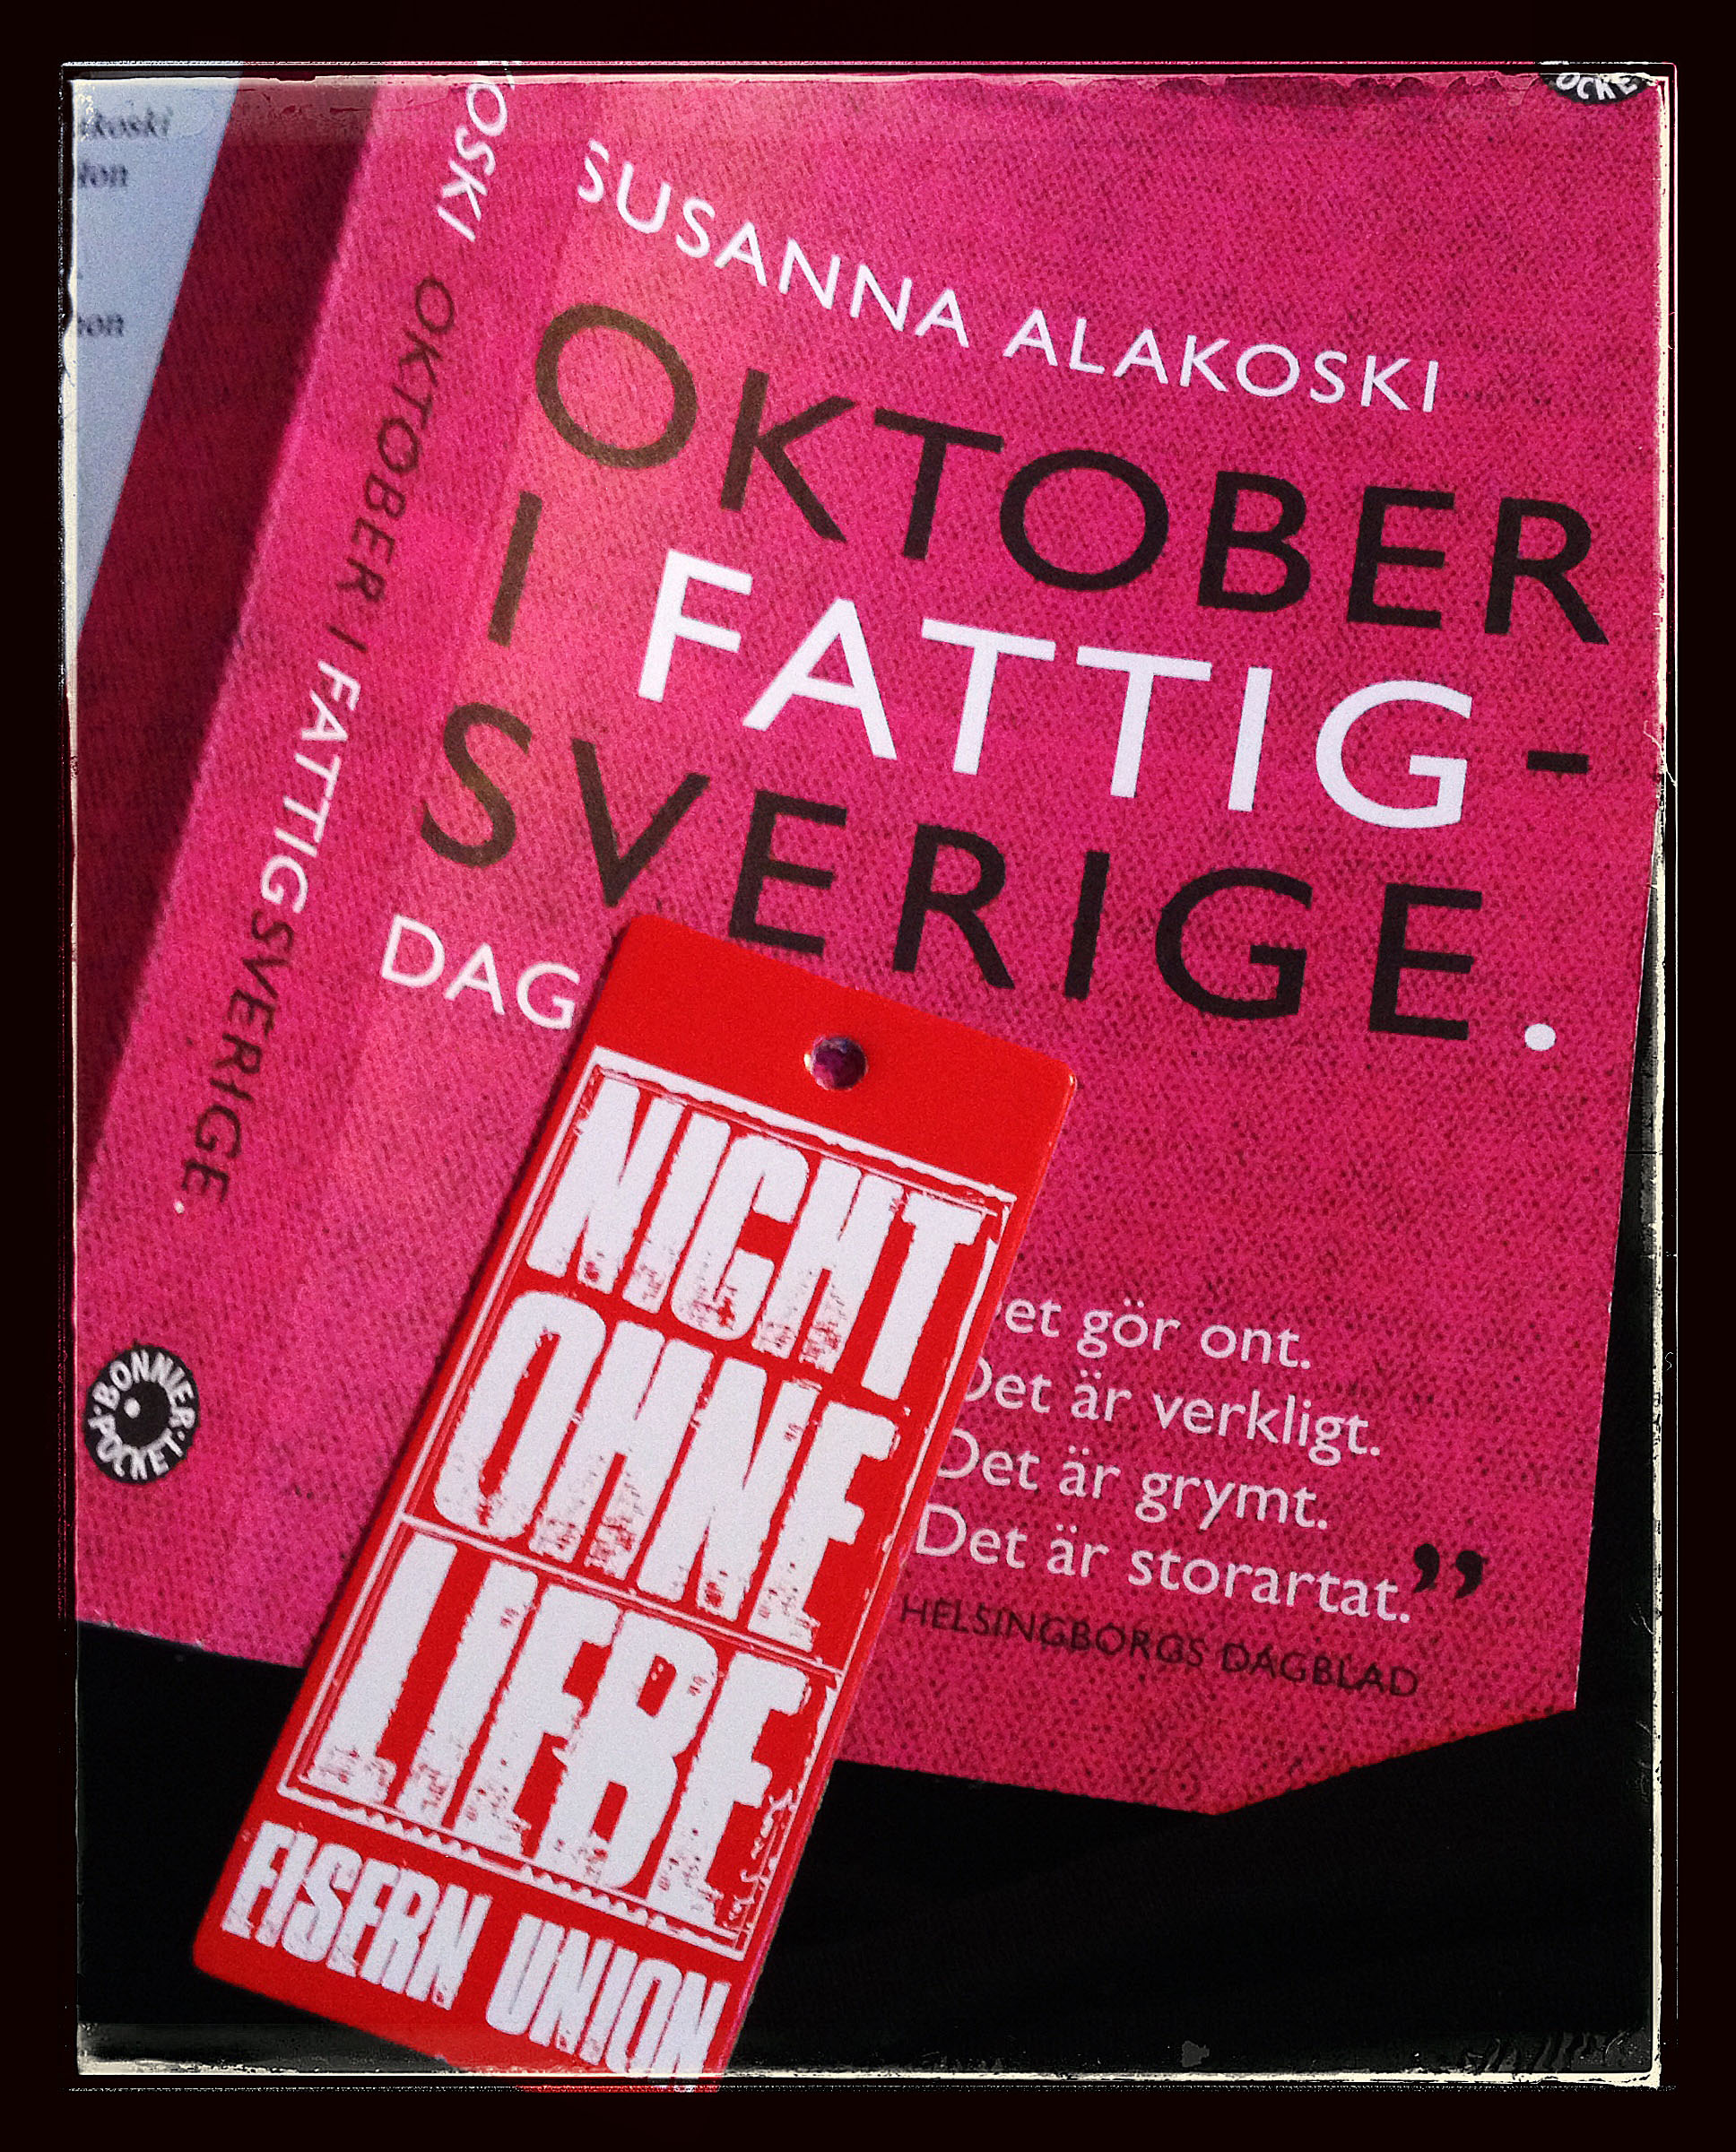 SUSANNA ALAKOSKI
OKTOBER
I FATTIG-
SVERIGE.
DAG
et gör ont.
Det är verkligt.
Det är grymt.
Det är storartat.”
HELSINGBORGS DAGBLAD
OSKI OKTOBER I FATTIGSVERIGE.
BONNIER
POCKET
NICHT
OHNE
LIEBE
EISERN UNION